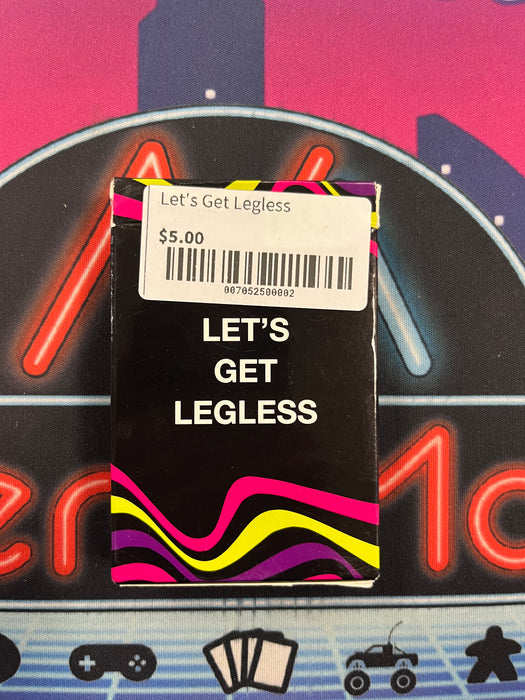 Let's Get Legless
$5.00
007052500002
LET'S
GET
LEGLESS